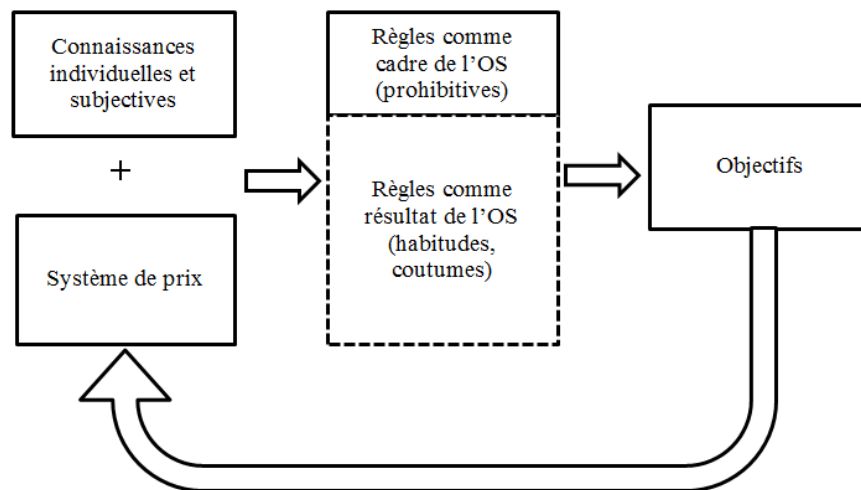 Connaissances
individuelles et
subjectives
+
Système de prix
Règles comme
cadre de l’OS
(prohibitives)
Règles comme
résultat de l’OS
(habitudes,
coutumes)
Objectifs